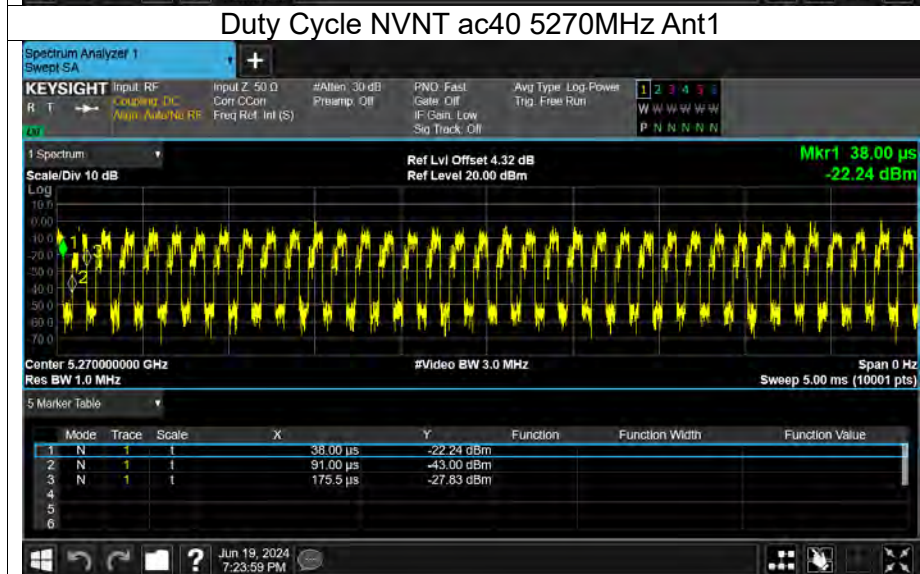 Duty Cycle NVNT ac40 5270MHz Ant1
Spectrum Analyzer 1
Swept SA
+
KEYSIGHT Input: RF Input Z: 50 Ω #Atten: 30 dB PNO: Fast Avg Type: Log-Power 1 2 3 4 5 6
R T Coupling: DC Corr CCorr Preamp: Off Gate: Off Trig: Free Run W W W W W W
Align: Auto/No RF Freq Ref: Int (S) IF Gain: Low
LXI Sig Track: Off P N N N N N
1 Spectrum Ref Lvl Offset 4.32 dB Mkr1 38.00 µs
Scale/Div 10 dB Ref Level 20.00 dBm -22.24 dBm
Log
10.0
0.00
-10.0
-20.0
-30.0
-40.0
-50.0
-60.0
-70.0
1
2
3
Center 5.270000000 GHz #Video BW 3.0 MHz Span 0 Hz
Res BW 1.0 MHz Sweep 5.00 ms (10001 pts)
5 Marker Table
Mode Trace Scale X Y Function Function Width Function Value
1 N 1 t 38.00 µs -22.24 dBm
2 N 1 t 91.00 µs -43.00 dBm
3 N 1 t 175.5 µs -27.83 dBm
4
5
6
? Jun 19, 2024
7:23:59 PM